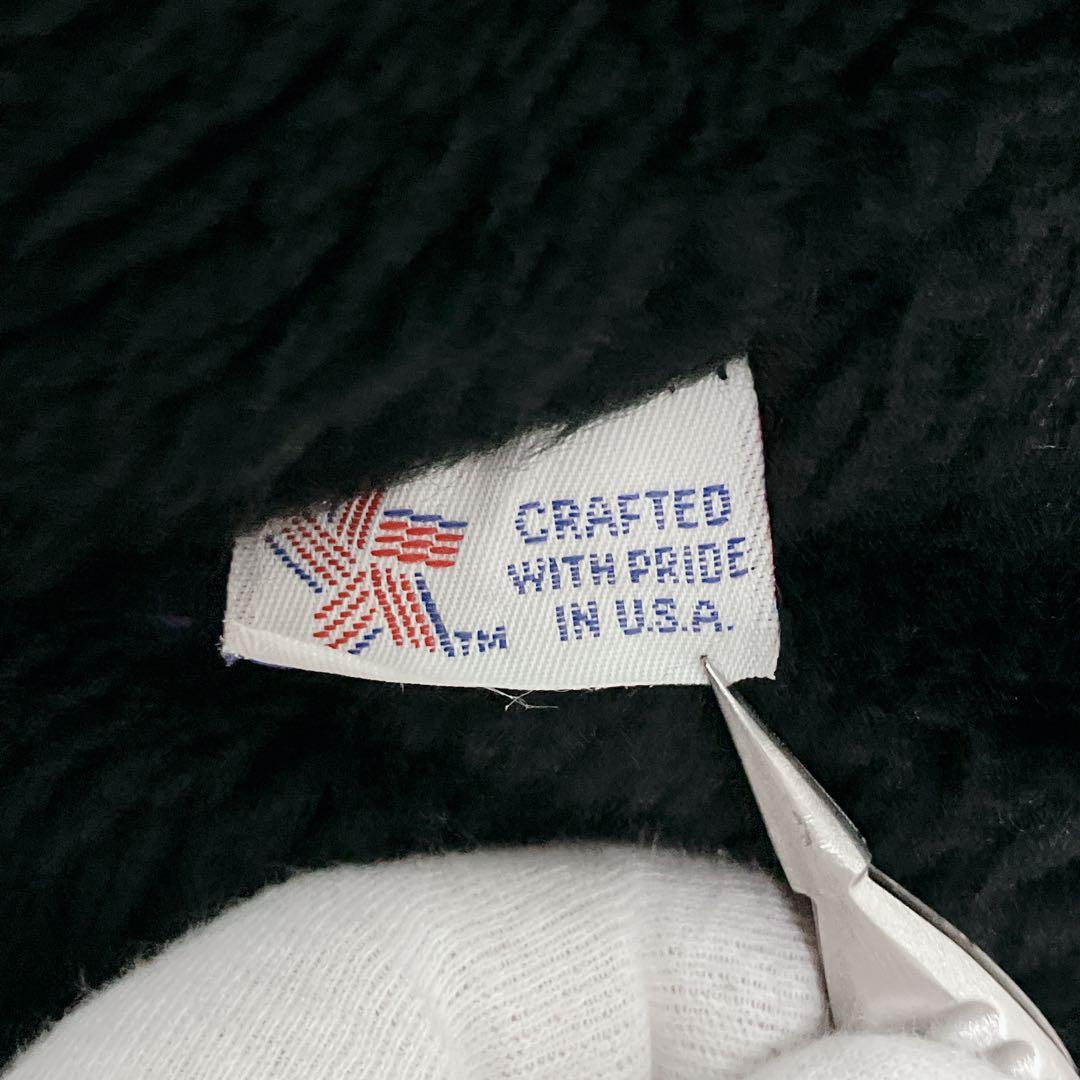 CRAFTED
WITH PRIDE
IN U.S.A.
TM